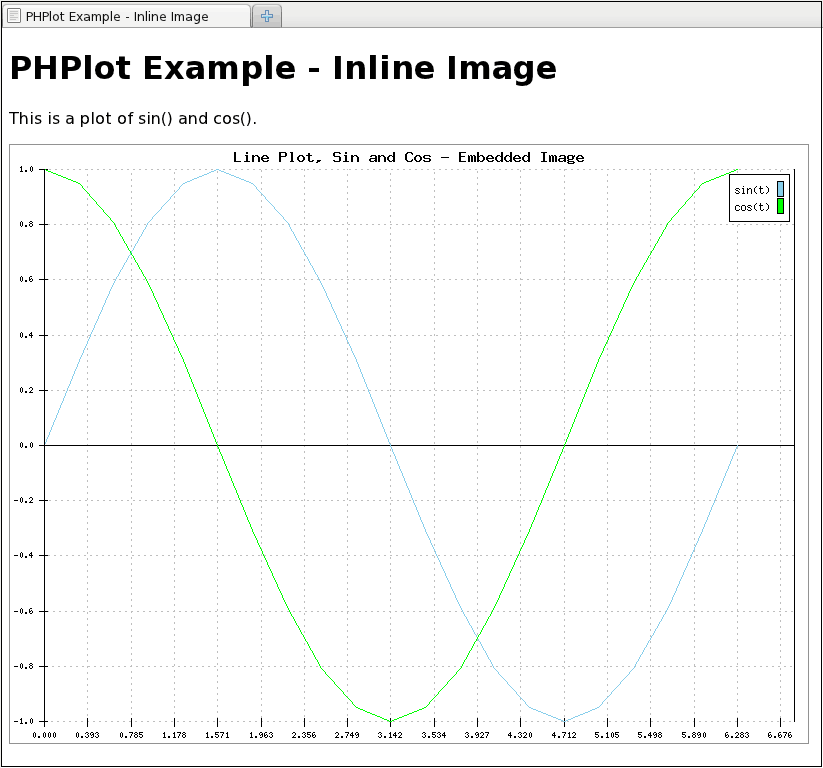 PHPlot Example - Inline Image
PHPlot Example - Inline Image
This is a plot of sin() and cos().
Line Plot, Sin and Cos - Embedded Image
sin(t)
cos(t)
1.0
0.8
0.6
0.4
0.2
0.0
-0.2
-0.4
-0.6
-0.8
-1.0
0.000 0.393 0.785 1.178 1.571 1.963 2.356 2.749 3.142 3.534 3.927 4.320 4.712 5.105 5.498 5.890 6.283 6.676